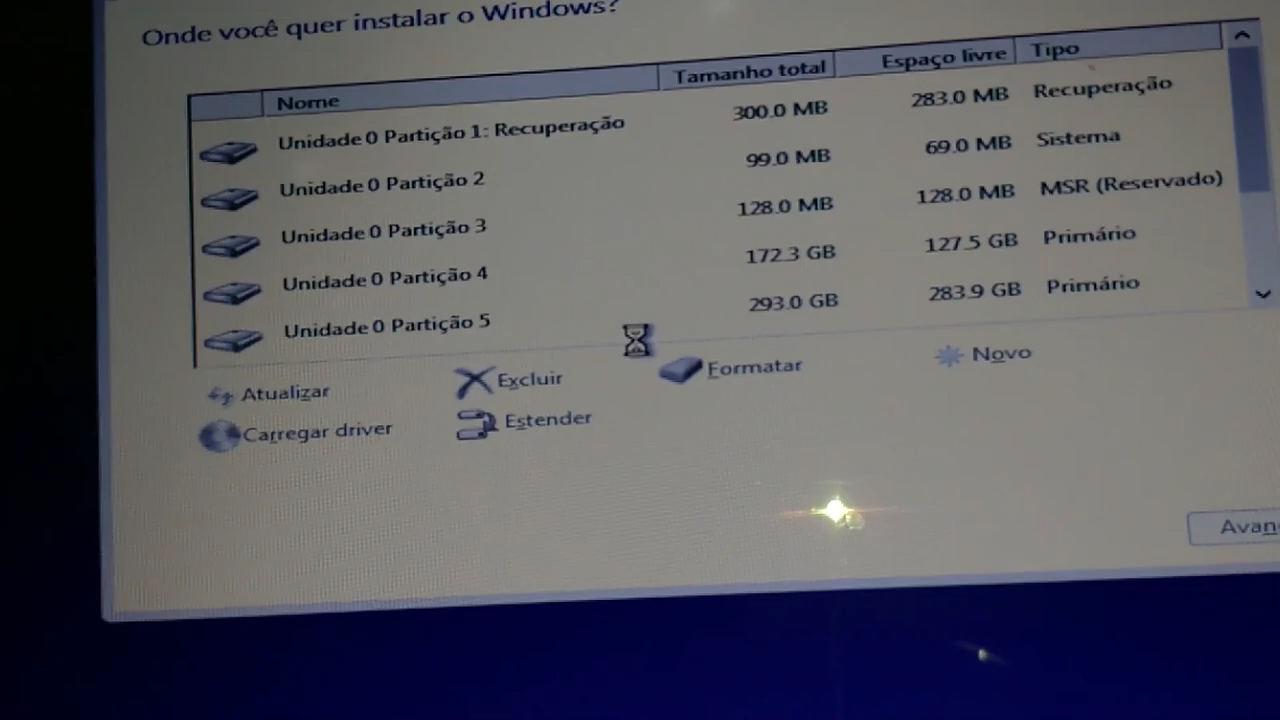 Onde você quer instalar o Windows?
Nome Tamanho total Espaço livre Tipo
Unidade 0 Partição 1: Recuperação 300.0 MB 283.0 MB Recuperação
Unidade 0 Partição 2 99.0 MB 69.0 MB Sistema
Unidade 0 Partição 3 128.0 MB 128.0 MB MSR (Reservado)
Unidade 0 Partição 4 172.3 GB 127.5 GB Primário
Unidade 0 Partição 5 293.0 GB 283.9 GB Primário
Atualizar Excluir Formatar Novo
Carregar driver Estender
Avan